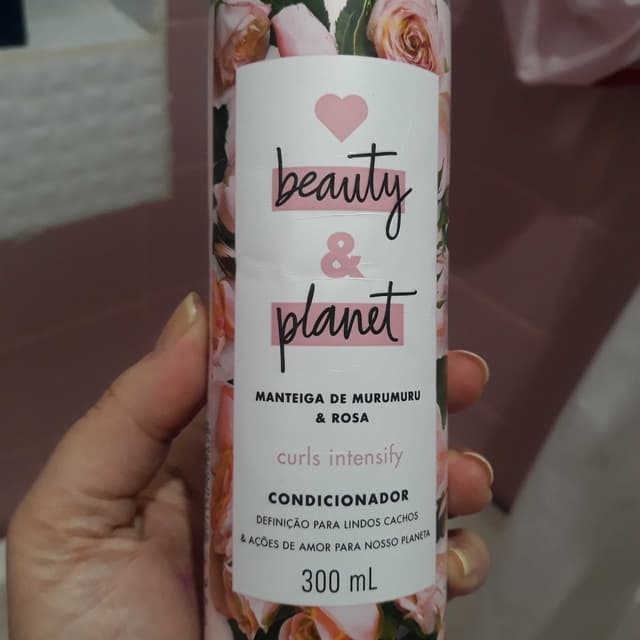 beauty
&
planet
MANTEIGA DE MURUMURU
& ROSA
curls intensify
CONDICIONADOR
DEFINIÇÃO PARA LINDOS CACHOS
& AÇÕES DE AMOR PARA NOSSO PLANETA
300 mL